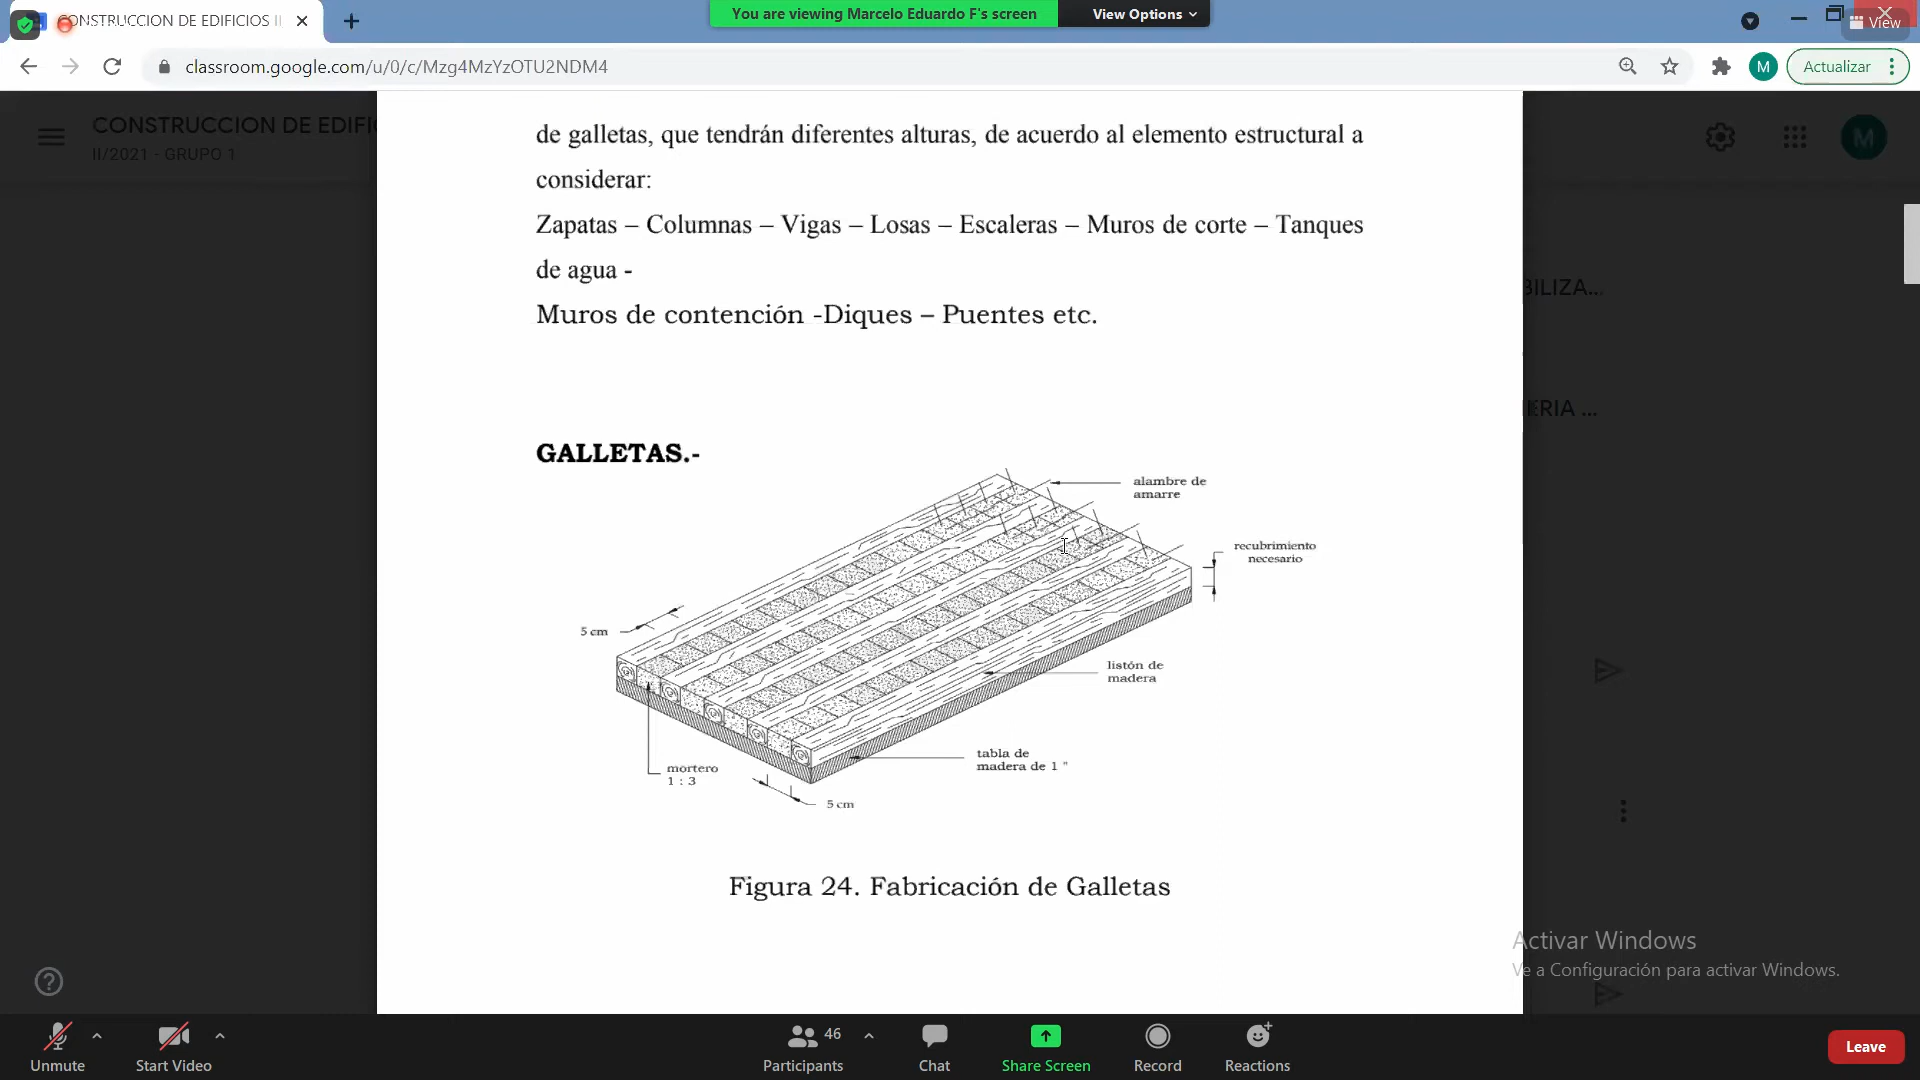 CONSTRUCCION DE EDIFICIOS II
You are viewing Marcelo Eduardo F's screen
View Options
View
classroom.google.com/u/0/c/Mzg4MzYzOTU2NDM4
M
Actualizar
CONSTRUCCION DE EDIFI
II/2021 - GRUPO 1
M
de galletas, que tendrán diferentes alturas, de acuerdo al elemento estructural a
considerar:
Zapatas – Columnas – Vigas – Losas – Escaleras – Muros de corte – Tanques
de agua -
Muros de contención -Diques – Puentes etc.
BILIZA...
ERIA ...
GALLETAS.-
alambre de
amarre
recubrimiento
necesario
5 cm
listón de
madera
tabla de
madera de 1 "
mortero
1 : 3
5 cm
Figura 24. Fabricación de Galletas
Activar Windows
Ve a Configuración para activar Windows.
Unmute
Start Video
46
Participants
Chat
Share Screen
Record
Reactions
Leave